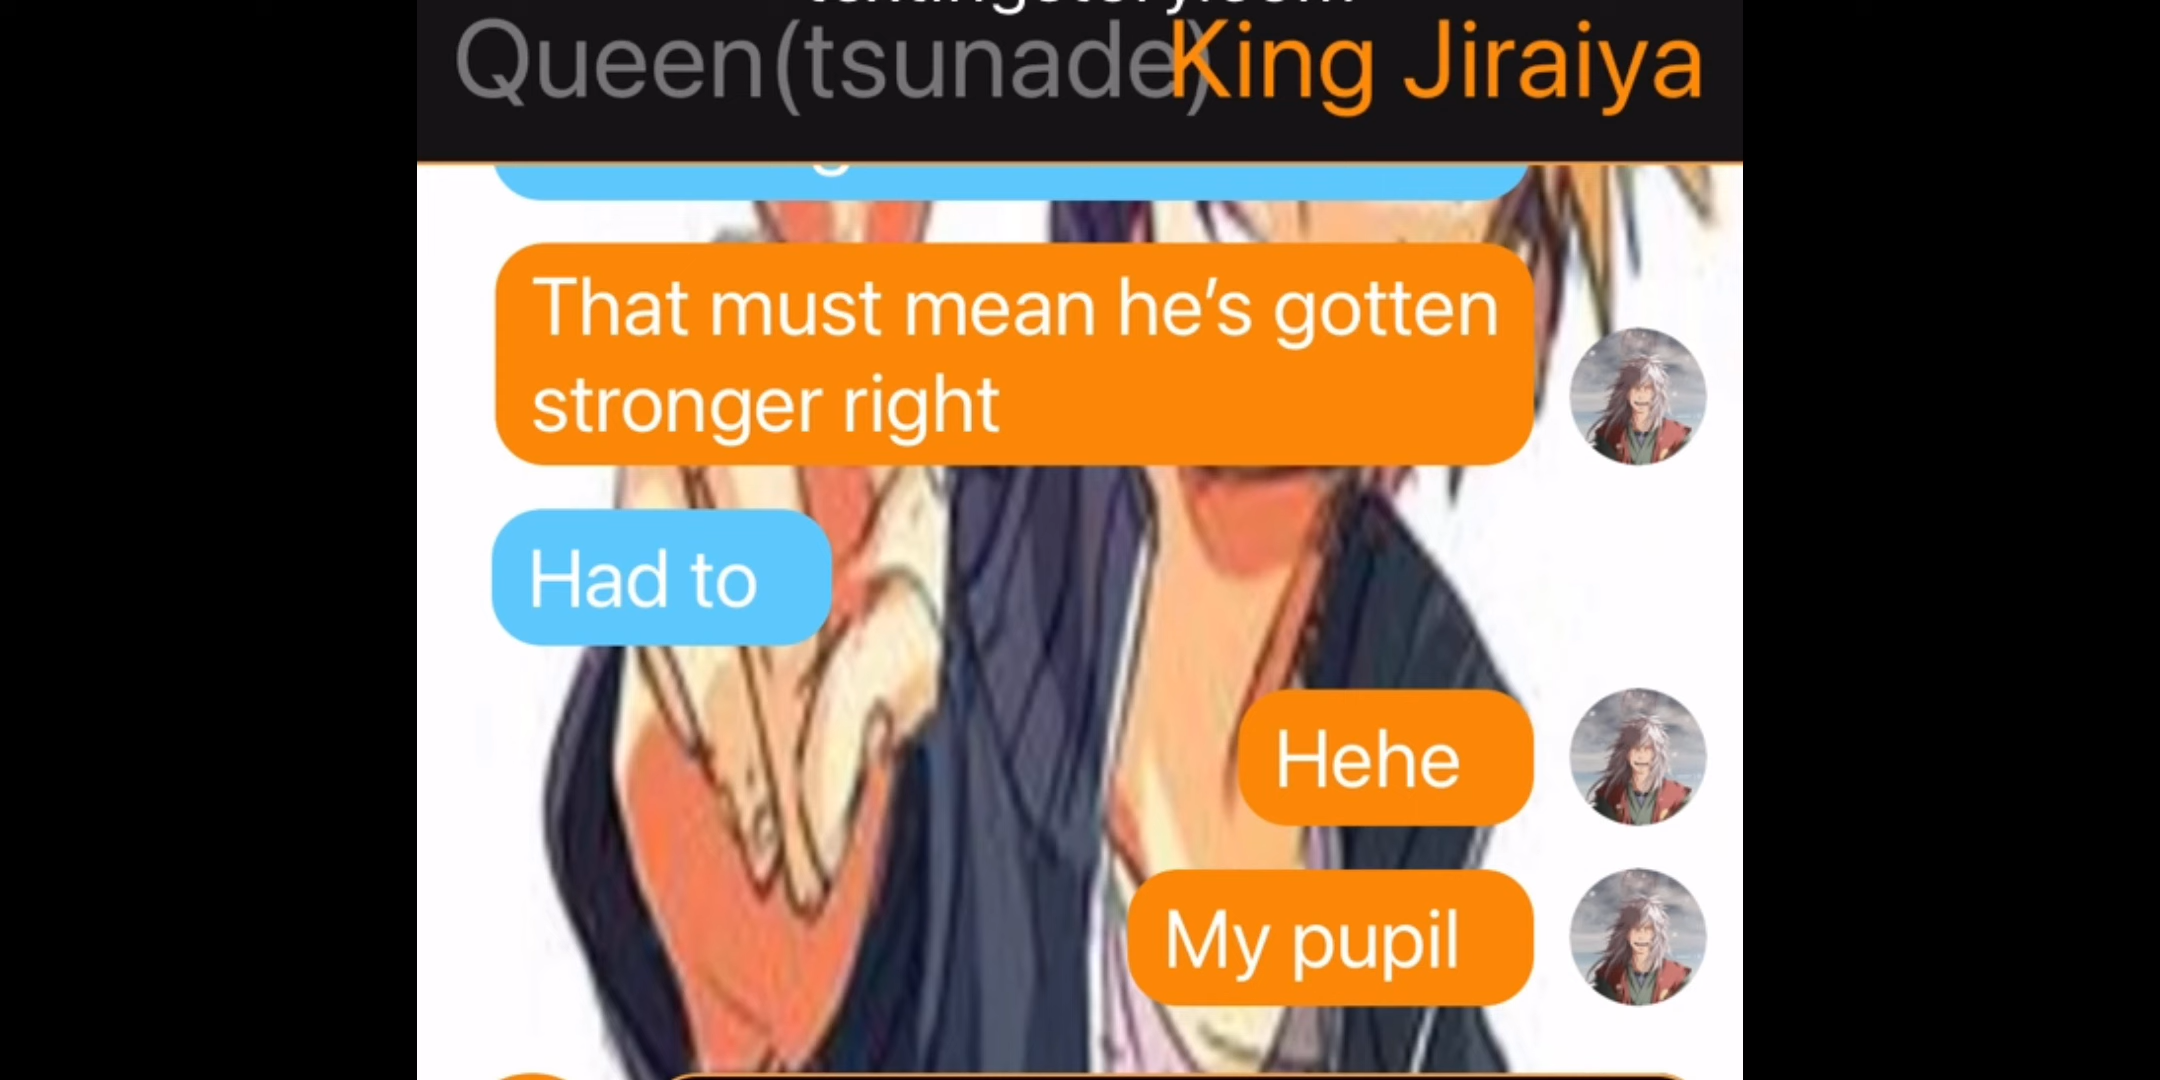 Queen(tsunade)
King Jiraiya
That must mean he's gotten
stronger right
Had to
Hehe
My pupil